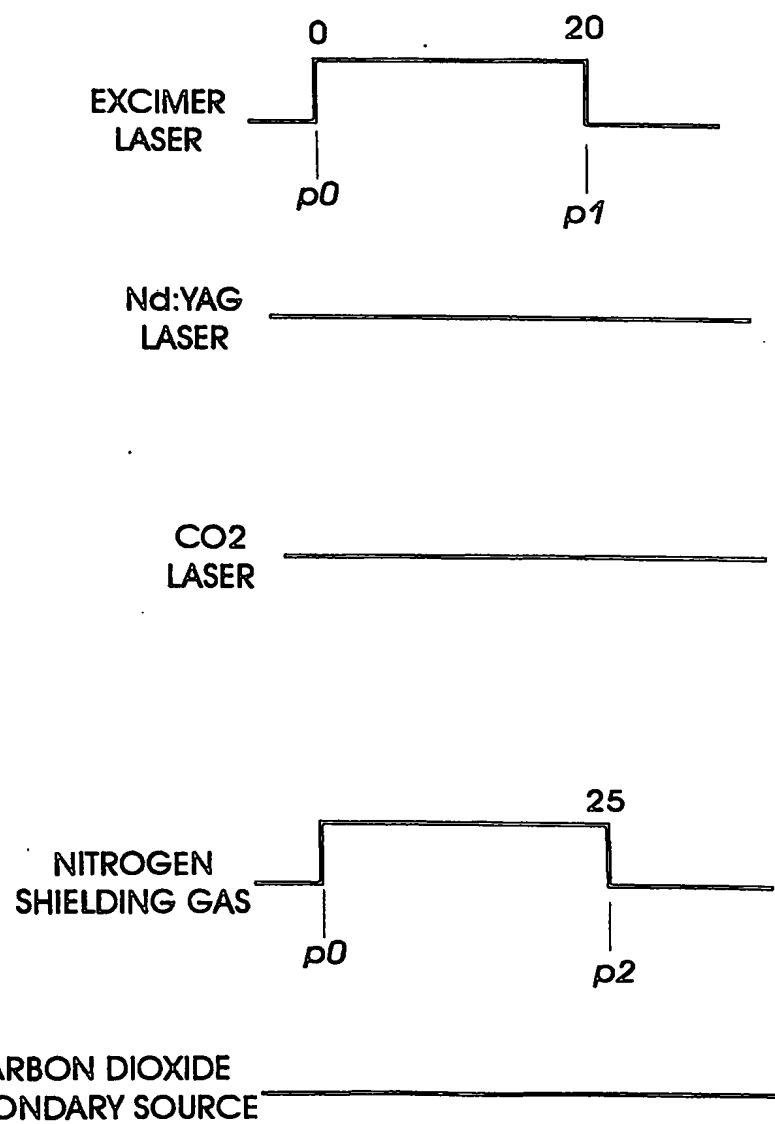 0 20
EXCIMER
LASER
p0 p1
Nd:YAG
LASER
CO2
LASER
25
NITROGEN
SHIELDING GAS
p0 p2
ARBON DIOXIDE
ONDARY SOURCE